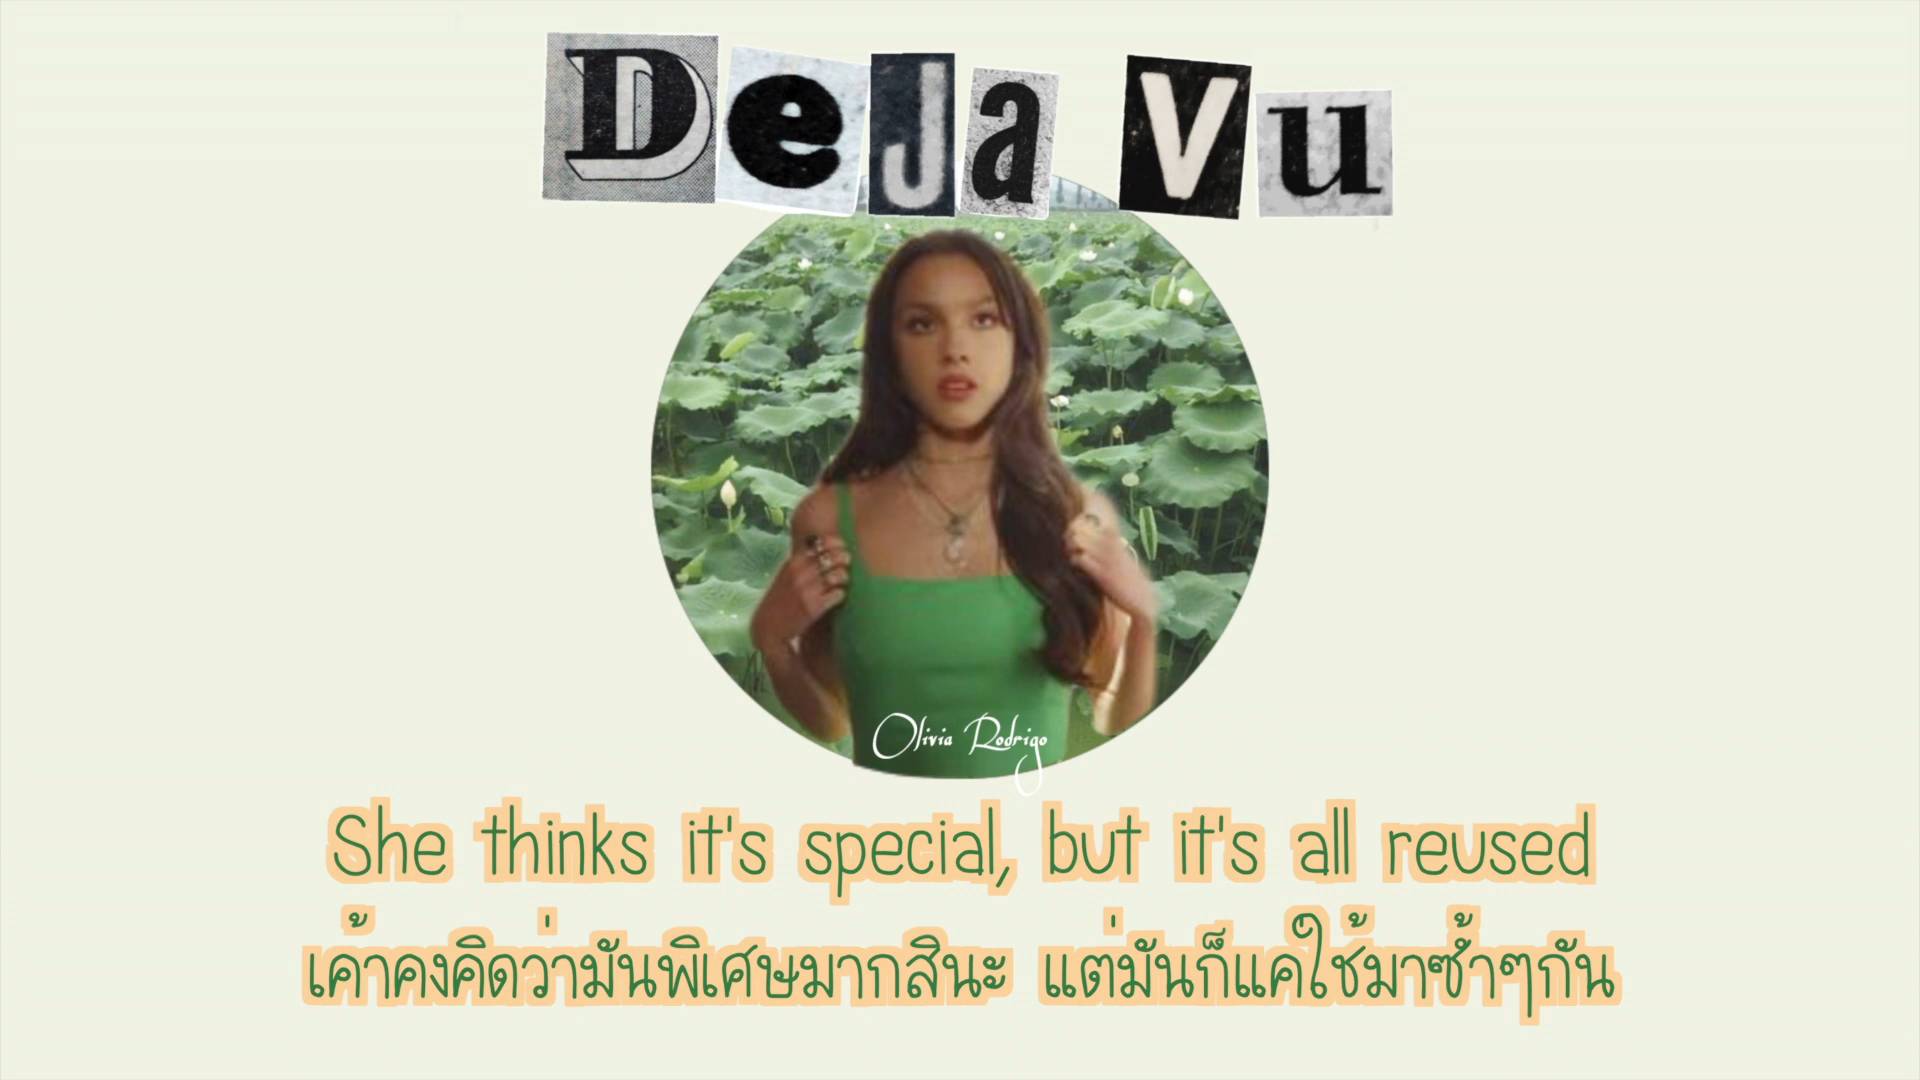 DeJa Vu
Olivia Rodrigo
She thinks it's special, but it's all reused
เค้าคงคิดว่ามันพิเศษมากสินะ แต่มันก็แค่ใช้มาซ้ำๆกัน